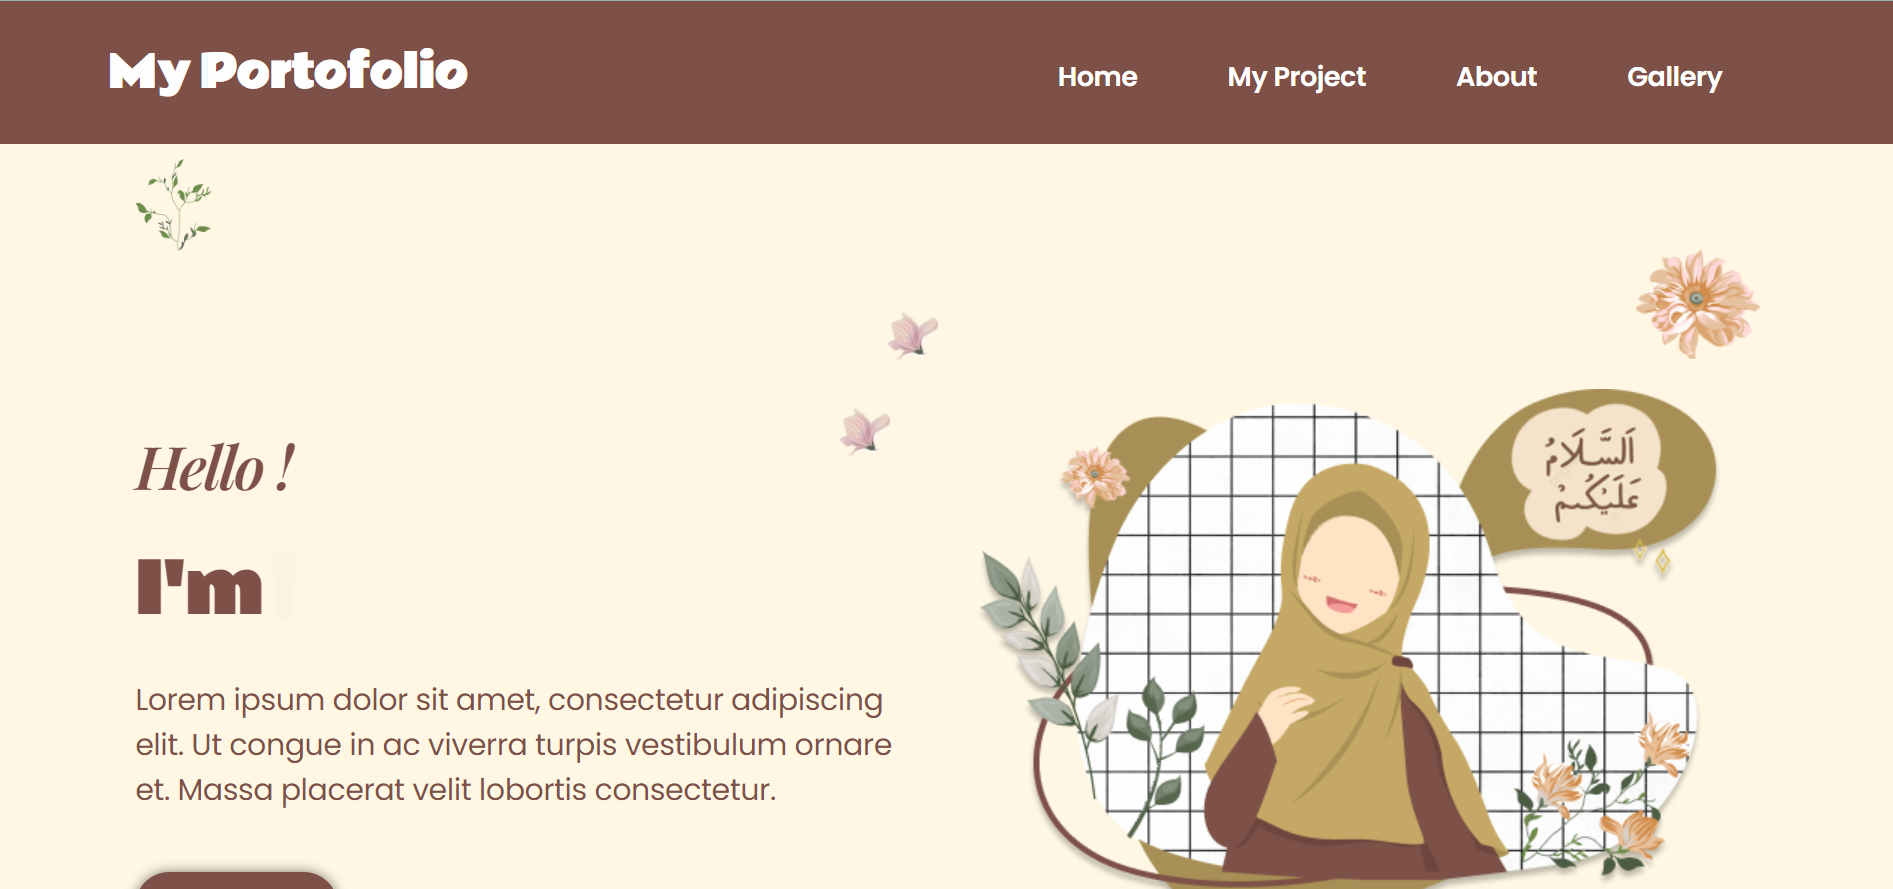 My Portofolio
Home
My Project
About
Gallery
اَلسَّلَامُ
عَلَيْكُمْ
Hello !
I'm
Lorem ipsum dolor sit amet, consectetur adipiscing
elit. Ut congue in ac viverra turpis vestibulum ornare
et. Massa placerat velit lobortis consectetur.